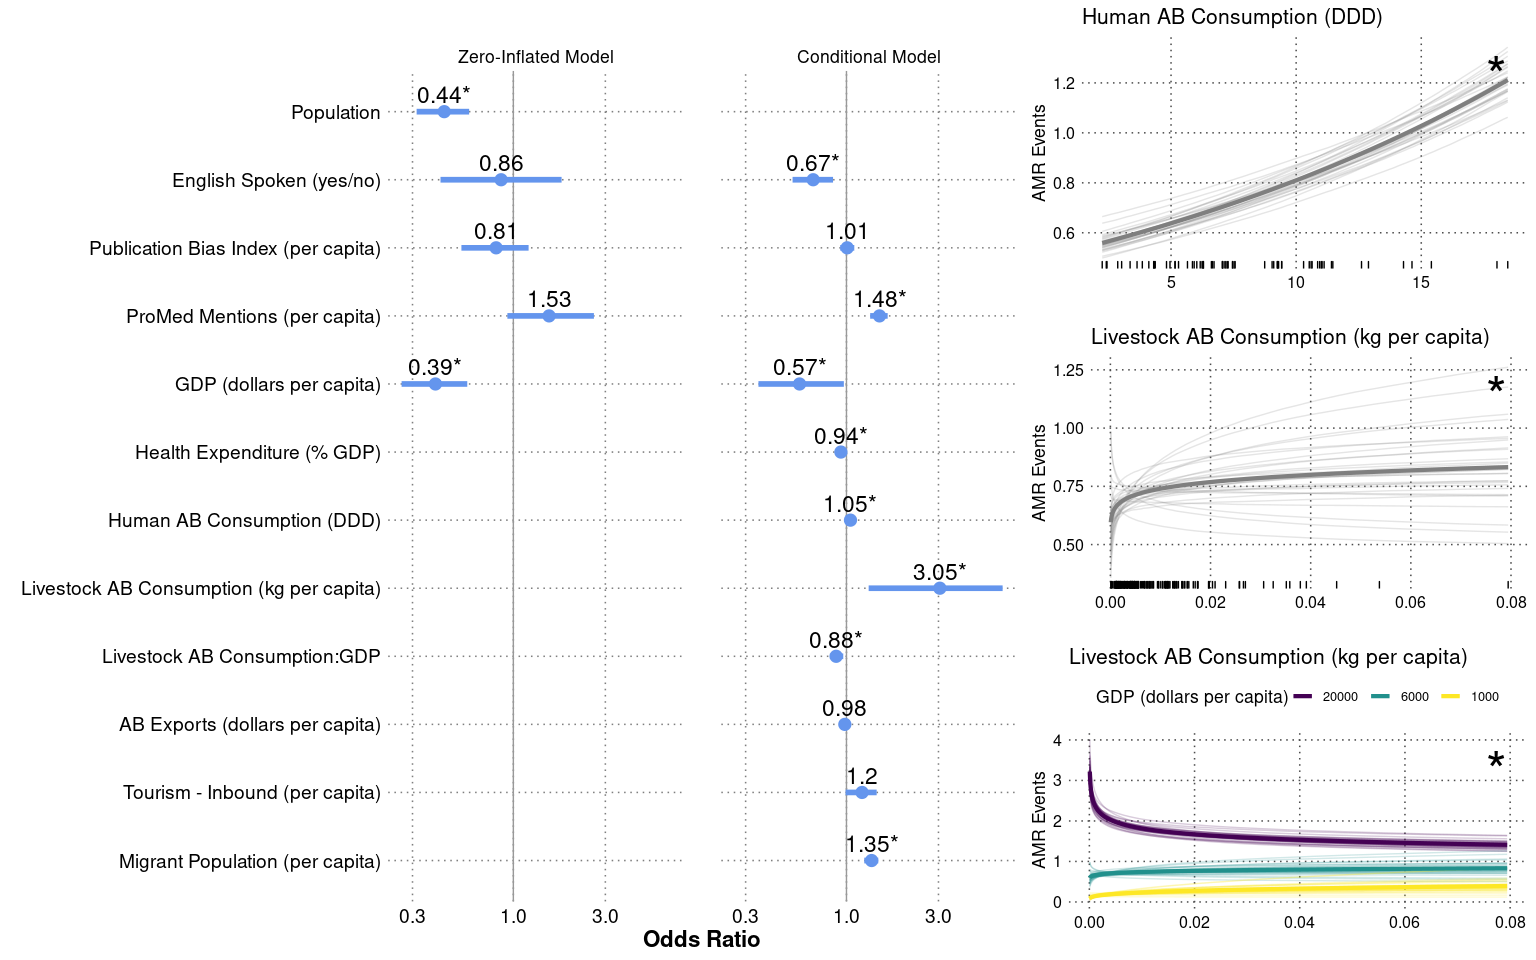 Zero-Inflated Model
Conditional Model
Population
0.44*
English Spoken (yes/no)
0.86
0.67*
Publication Bias Index (per capita)
0.81
1.01
ProMed Mentions (per capita)
1.53
1.48*
GDP (dollars per capita)
0.39*
0.57*
Health Expenditure (% GDP)
0.94*
Human AB Consumption (DDD)
1.05*
Livestock AB Consumption (kg per capita)
3.05*
Livestock AB Consumption:GDP
0.88*
AB Exports (dollars per capita)
0.98
Tourism - Inbound (per capita)
1.2
Migrant Population (per capita)
1.35*
0.3 1.0 3.0
0.3 1.0 3.0
Odds Ratio
Human AB Consumption (DDD)
*
AMR Events
1.2
1.0
0.8
0.6
5 10 15
Livestock AB Consumption (kg per capita)
*
AMR Events
1.25
1.00
0.75
0.50
0.00 0.02 0.04 0.06 0.08
Livestock AB Consumption (kg per capita)
GDP (dollars per capita) 20000 6000 1000
*
AMR Events
4
3
2
1
0
0.00 0.02 0.04 0.06 0.08